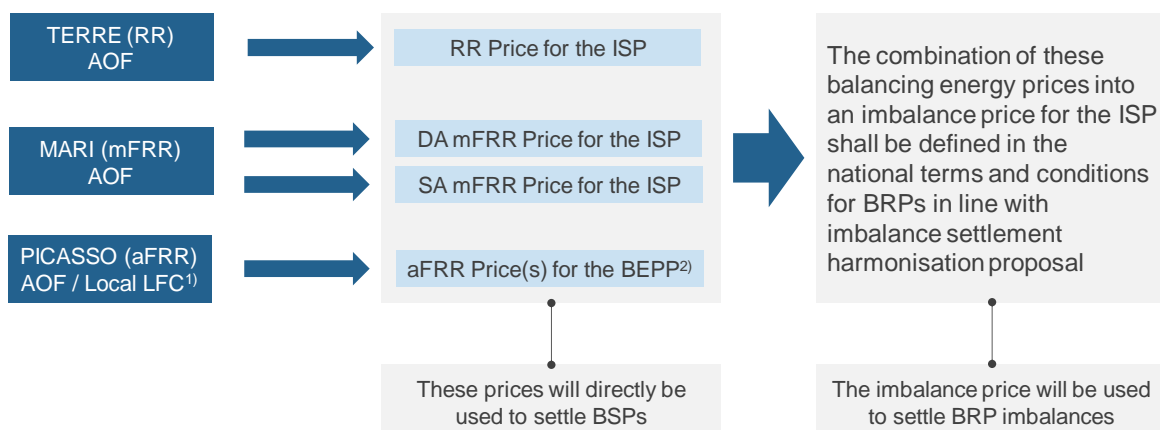 TERRE (RR)
AOF
RR Price for the ISP
MARI (mFRR)
AOF
DA mFRR Price for the ISP
SA mFRR Price for the ISP
PICASSO (aFRR)
AOF / Local LFC1)
aFRR Price(s) for the BEPP2)
The combination of these
balancing energy prices into
an imbalance price for the ISP
shall be defined in the
national terms and conditions
for BRPs in line with
imbalance settlement
harmonisation proposal
These prices will directly be
used to settle BSPs
The imbalance price will be used
to settle BRP imbalances